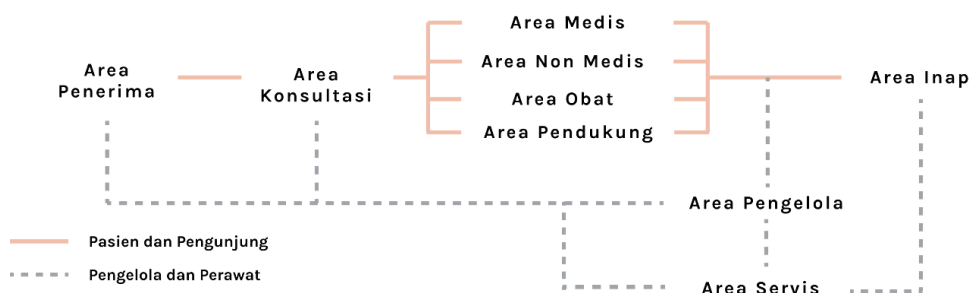 Area
Penerima
Area
Konsultasi
Area Medis
Area Non Medis
Area Obat
Area Pendukung
Area Inap
Area Pengelola
Area Servis
Pasien dan Pengunjung
Pengelola dan Perawat